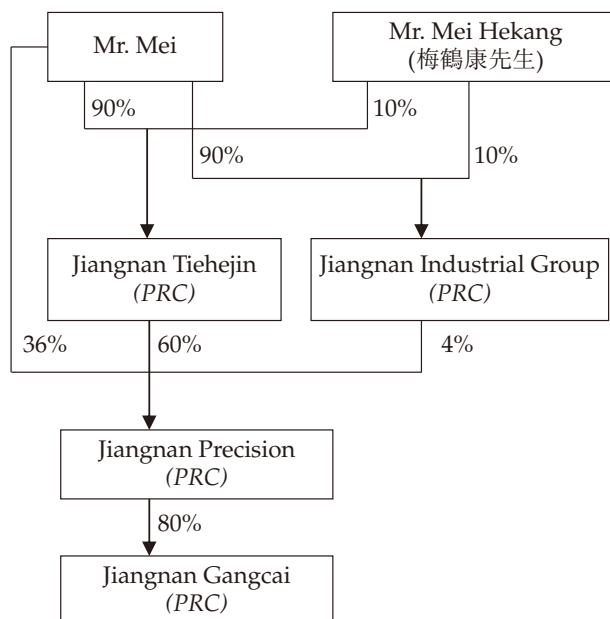 Mr. Mei
Mr. Mei Hekang
(梅鶴康先生)
90%
10%
90%
10%
Jiangnan Tiehejin
(PRC)
Jiangnan Industrial Group
(PRC)
36%
60%
4%
Jiangnan Precision
(PRC)
80%
Jiangnan Gangcai
(PRC)